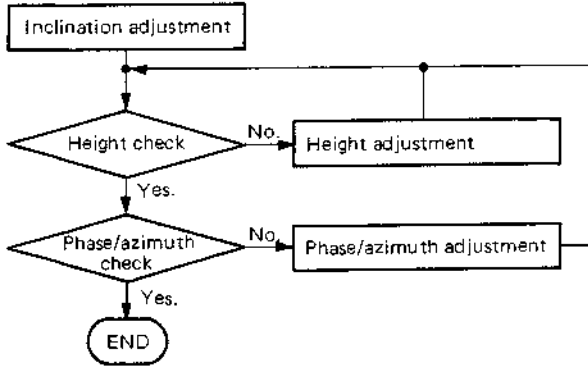 Inclination adjustment
Height check
No.
Height adjustment
Yes.
Phase/azimuth
check
No.
Phase/azimuth adjustment
Yes.
END